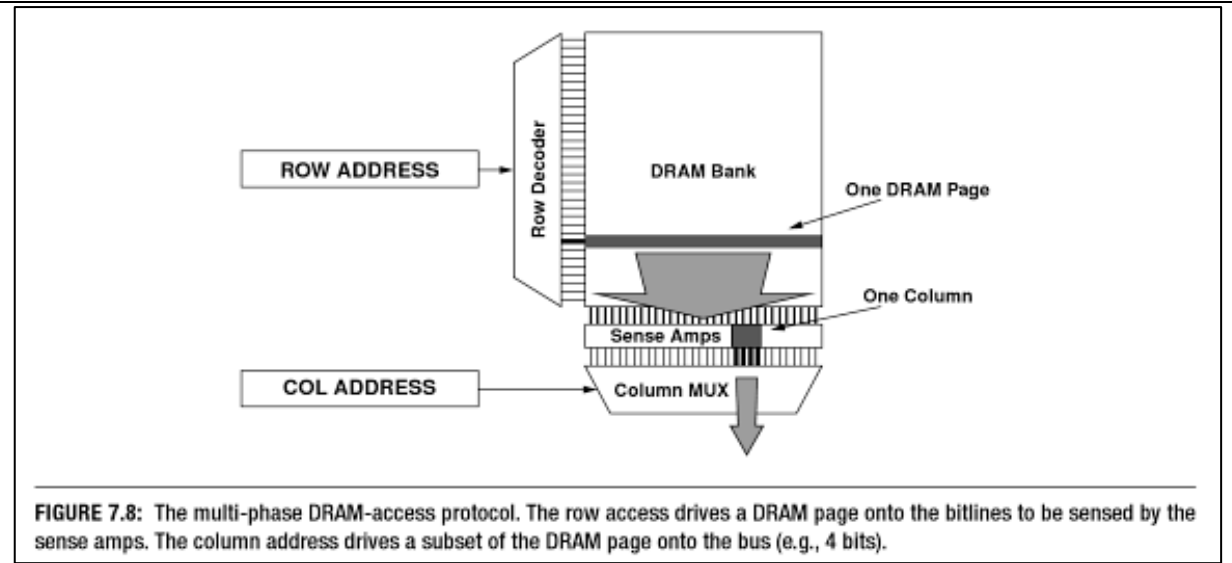 Row Decoder
DRAM Bank
ROW ADDRESS
One DRAM Page
One Column
Sense Amps
COL ADDRESS
Column MUX
FIGURE 7.8: The multi-phase DRAM-access protocol. The row access drives a DRAM page onto the bitlines to be sensed by the
sense amps. The column address drives a subset of the DRAM page onto the bus (e.g., 4 bits).